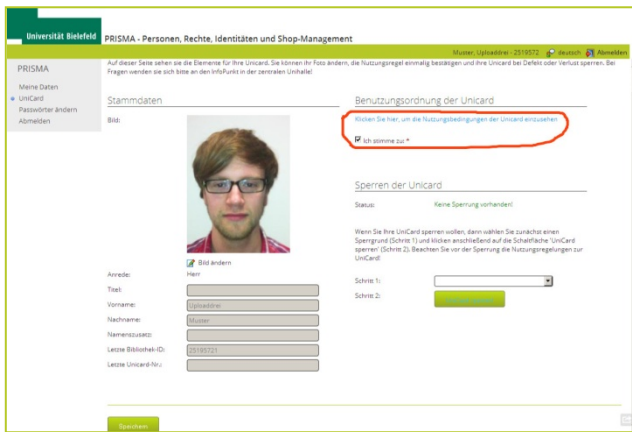 Universität Bielefeld
PRISMA - Personen, Rechte, Identitäten und Shop-Management
Muster, Uploaddrei - 2519572 deutsch Abmelden
PRISMA
Meine Daten
UniCard
Passwörter ändern
Abmelden
Auf dieser Seite sehen sie die Elemente für Ihre Unicard. Sie können ihr Foto ändern, die Nutzungsregel einmalig bestätigen und ihre Unicard bei Defekt oder Verlust sperren. Bei
Fragen wenden sie sich bitte an den InfoPunkt in der zentralen Unihalle!
Stammdaten
Bild:
Bild ändern
Anrede: Herr
Titel:
Vorname: Uploaddrei
Nachname: Muster
Namenszusatz:
Letzte Bibliothek-ID: 25195721
Letzte Unicard-Nr.:
Speichern
Benutzungsordnung der Unicard
Klicken Sie hier, um die Nutzungsbedingungen der Unicard einzusehen
Ich stimme zu: *
Sperren der Unicard
Status: Keine Sperrung vorhanden!
Wenn Sie Ihre UniCard sperren wollen, dann wählen Sie zunächst einen
Sperrgrund (Schritt 1) und klicken anschließend auf die Schaltfläche 'UniCard
sperren' (Schritt 2). Beachten Sie vor der Sperrung die Nutzungsregelungen zur
UniCard!
Schritt 1:
Schritt 2: